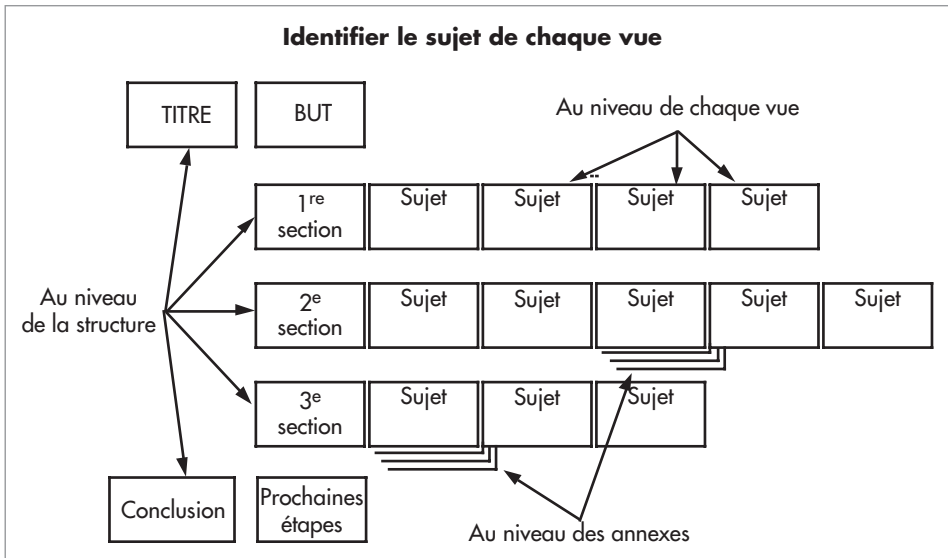 Identifier le sujet de chaque vue
TITRE
BUT
Au niveau de chaque vue
1re
section
Sujet
Sujet
Sujet
Sujet
Au niveau
de la structure
2e
section
Sujet
Sujet
Sujet
Sujet
Sujet
3e
section
Sujet
Sujet
Sujet
Conclusion
Prochaines
étapes
Au niveau des annexes